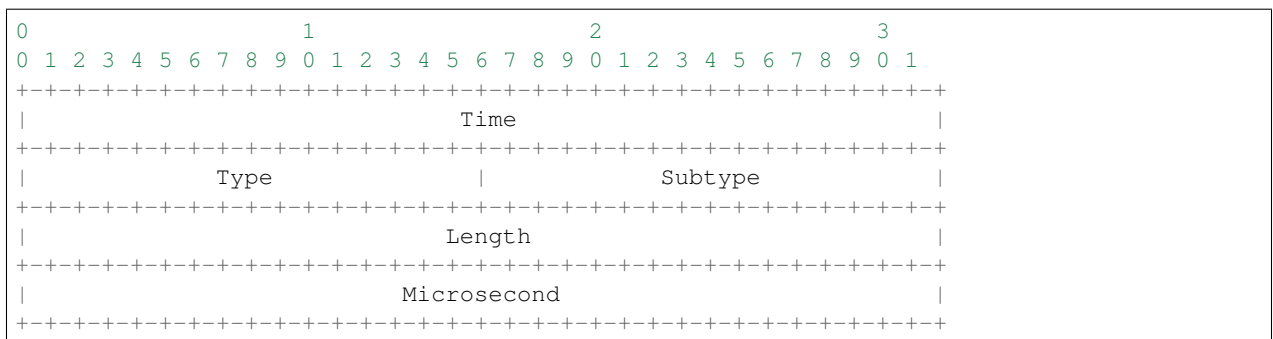 0                   1                   2                   3
0 1 2 3 4 5 6 7 8 9 0 1 2 3 4 5 6 7 8 9 0 1 2 3 4 5 6 7 8 9 0 1
+-+-+-+-+-+-+-+-+-+-+-+-+-+-+-+-+-+-+-+-+-+-+-+-+-+-+-+-+-+-+-+-+
|                              Time                             |
+-+-+-+-+-+-+-+-+-+-+-+-+-+-+-+-+-+-+-+-+-+-+-+-+-+-+-+-+-+-+-+-+
|             Type              |            Subtype            |
+-+-+-+-+-+-+-+-+-+-+-+-+-+-+-+-+-+-+-+-+-+-+-+-+-+-+-+-+-+-+-+-+
|                             Length                            |
+-+-+-+-+-+-+-+-+-+-+-+-+-+-+-+-+-+-+-+-+-+-+-+-+-+-+-+-+-+-+-+-+
|                          Microsecond                          |
+-+-+-+-+-+-+-+-+-+-+-+-+-+-+-+-+-+-+-+-+-+-+-+-+-+-+-+-+-+-+-+-+